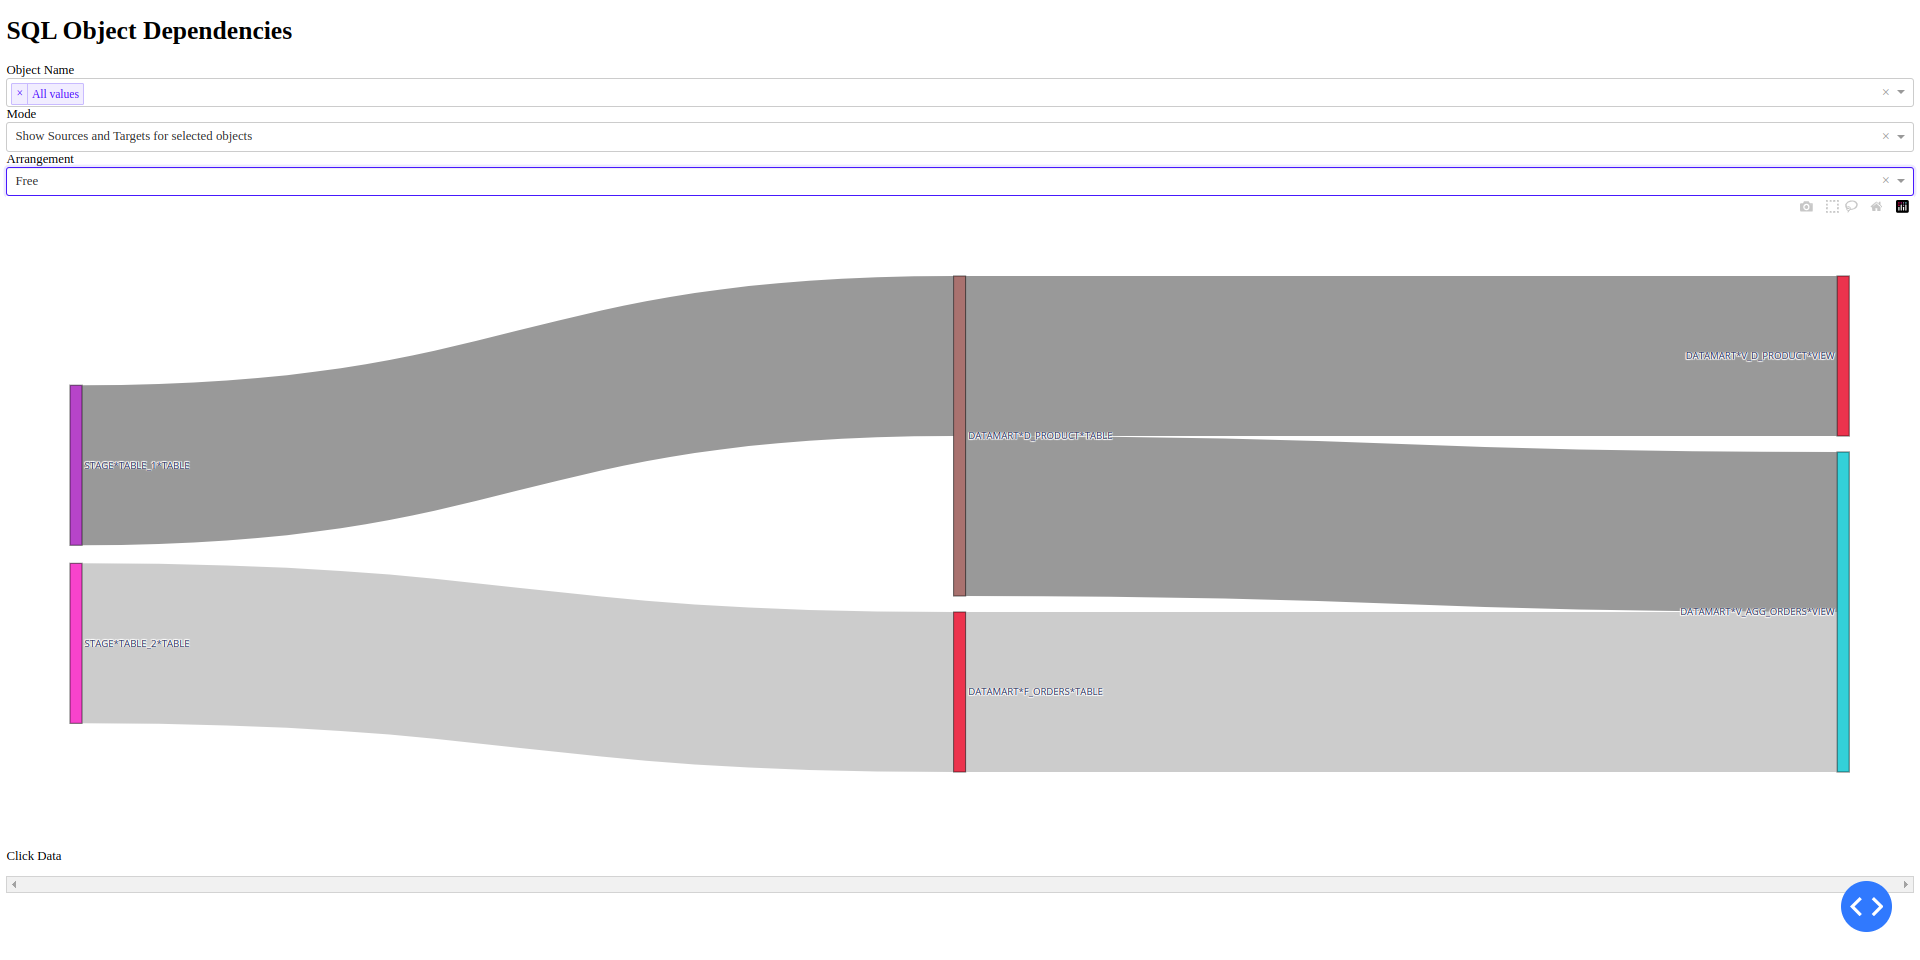 SQL Object Dependencies
Object Name
× All values
Mode
Show Sources and Targets for selected objects
Arrangement
Free
DATAMART*V_D_PRODUCT*VIEW
DATAMART*D_PRODUCT*TABLE
STAGE*TABLE_1*TABLE
DATAMART*V_AGG_ORDERS*VIEW
STAGE*TABLE_2*TABLE
DATAMART*F_ORDERS*TABLE
Click Data